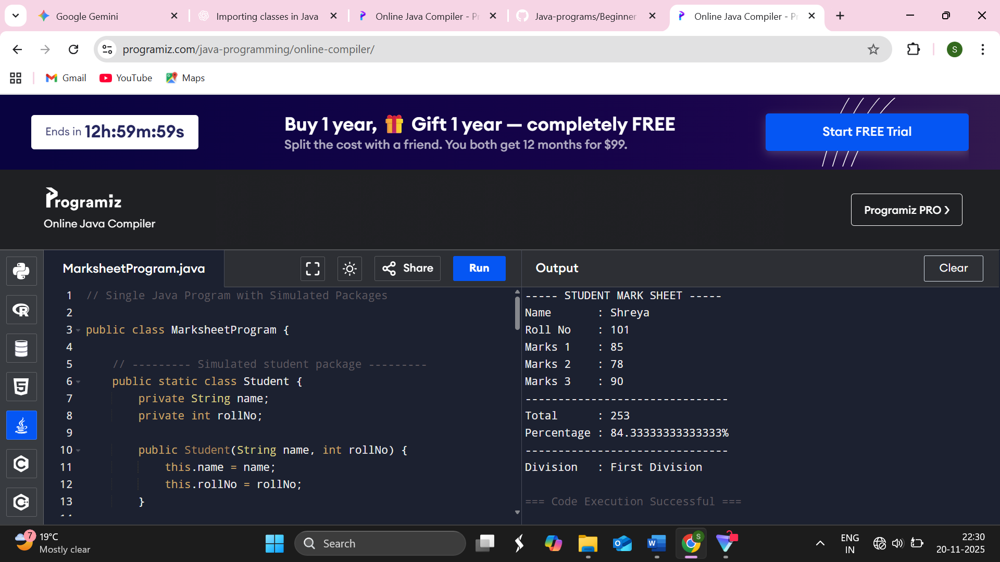 Google Gemini
Importing classes in Java
Online Java Compiler - Pr
Java-programs/Beginner
Online Java Compiler - Pr
programiz.com/java-programming/online-compiler/
S
Gmail
YouTube
Maps
Ends in 12h:59m:59s
Buy 1 year, 🎁 Gift 1 year — completely FREE
Split the cost with a friend. You both get 12 months for $99.
Start FREE Trial
Programiz
Online Java Compiler
Programiz PRO ›
MarksheetProgram.java
Share
Run
Output
Clear
1 // Single Java Program with Simulated Packages
2
3 public class MarksheetProgram {
4
5 // --------- Simulated student package ---------
6 public static class Student {
7 private String name;
8 private int rollNo;
9
10 public Student(String name, int rollNo) {
11 this.name = name;
12 this.rollNo = rollNo;
13 }
----- STUDENT MARK SHEET -----
Name : Shreya
Roll No : 101
Marks 1 : 85
Marks 2 : 78
Marks 3 : 90
-------------------------------
Total : 253
Percentage : 84.33333333333333%
-------------------------------
Division : First Division
=== Code Execution Successful ===
7
19°C
Mostly clear
Search
ENG
IN
22:30
20-11-2025